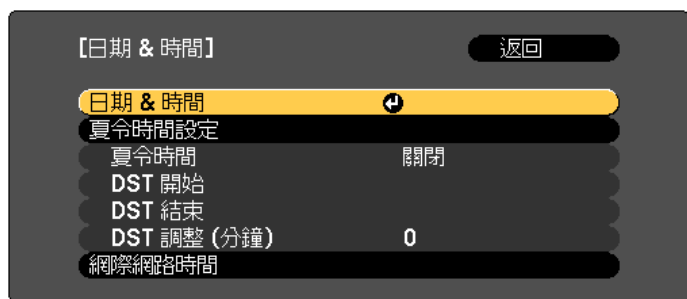 [日期 & 時間] 返回
日期 & 時間
夏令時間設定
夏令時間 關閉
DST 開始
DST 結束
DST 調整 (分鐘) 0
網際網路時間